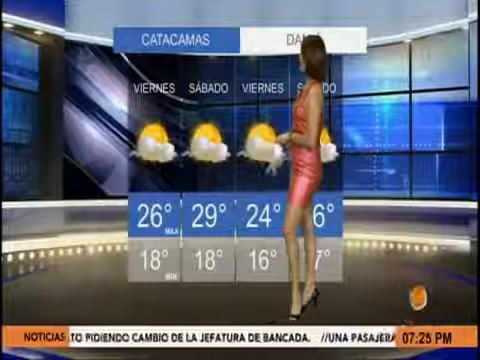 CATACAMAS
VIERNES SÁBADO VIERNES
26° 29° 24° 6°
MAX
18° 18° 16° 7°
MIN
NOTICIAS TO PIDIENDO CAMBIO DE LA JEFATURA DE BANCADA. //UNA PASAJERA 07:25 PM